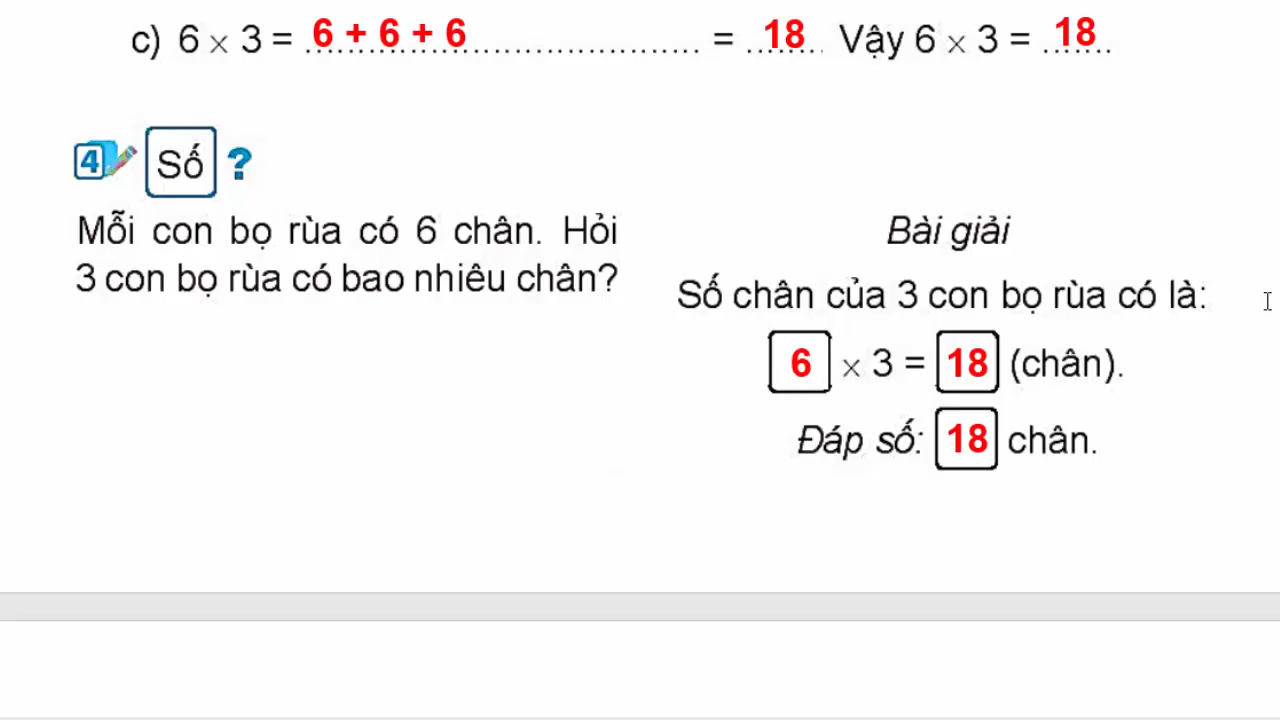 c) 6 × 3 = 6 + 6 + 6 = 18 Vậy 6 × 3 = 18
4 Số ?
Mỗi con bọ rùa có 6 chân. Hỏi
3 con bọ rùa có bao nhiêu chân?
Bài giải
Số chân của 3 con bọ rùa có là:
6 × 3 = 18 (chân).
Đáp số: 18 chân.